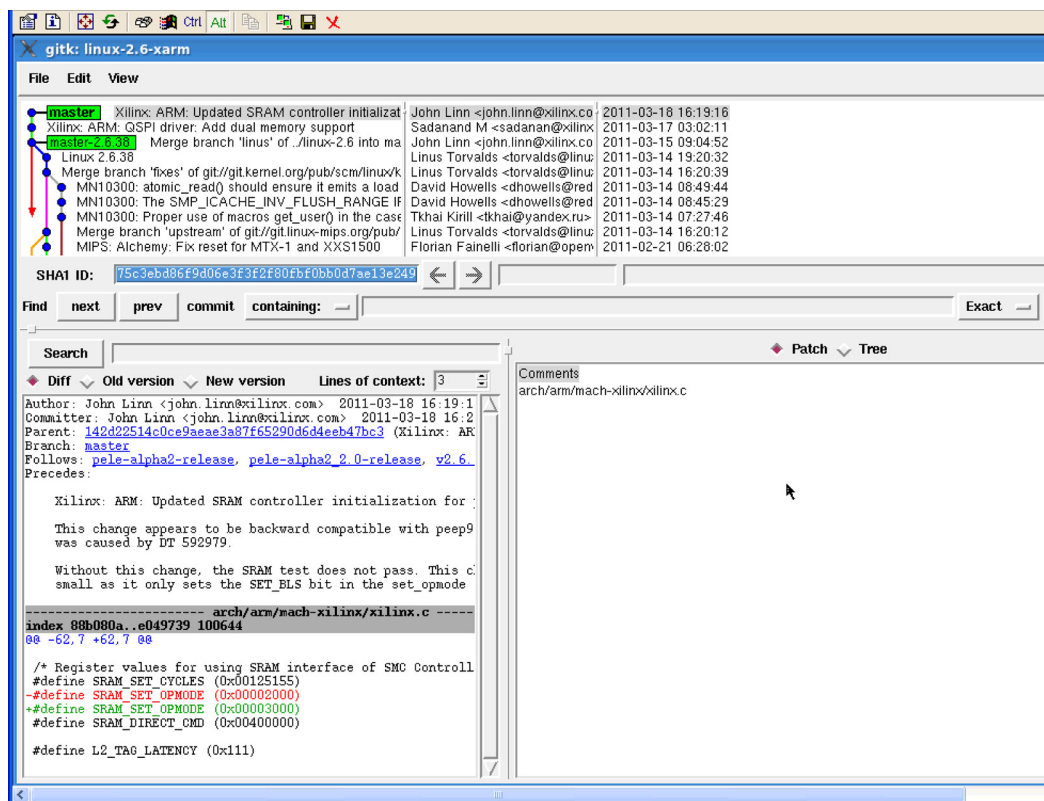 Ctrl Alt
gitk: linux-2.6-xarm
File Edit View
master Xilinx: ARM: Updated SRAM controller initializat John Linn <john.linn@xilinx.co 2011-03-18 16:19:16
Xilinx: ARM: QSPI driver: Add dual memory support Sadanand M <sadanan@xilinx 2011-03-17 03:02:11
master-2.6.38 Merge branch 'linus' of ../linux-2.6 into ma John Linn <john.linn@xilinx.co 2011-03-15 09:04:52
Linux 2.6.38 Linus Torvalds <torvalds@linu: 2011-03-14 19:20:32
Merge branch 'fixes' of git://git.kernel.org/pub/scm/linux/k Linus Torvalds <torvalds@linu: 2011-03-14 16:20:39
MN10300: atomic_read() should ensure it emits a load David Howells <dhowells@red 2011-03-14 08:49:44
MN10300: The SMP_ICACHE_INV_FLUSH_RANGE IF David Howells <dhowells@red 2011-03-14 08:45:29
MN10300: Proper use of macros get_user() in the case Tkhai Kirill <tkhai@yandex.ru> 2011-03-14 07:27:46
Merge branch 'upstream' of git://git.linux-mips.org/pub/ Linus Torvalds <torvalds@linu: 2011-03-14 16:20:12
MIPS: Alchemy: Fix reset for MTX-1 and XXS1500 Florian Fainelli <florian@open 2011-02-21 06:28:02
SHA1 ID: 75c3ebd86f9d06e3f3f2f80fbf0bb0d7ae13e249
Find next prev commit containing: Exact
Search
Patch Tree
Diff Old version New version Lines of context: 3
Comments
arch/arm/mach-xilinx/xilinx.c
Author: John Linn <john.linn@xilinx.com> 2011-03-18 16:19:1
Committer: John Linn <john.linn@xilinx.com> 2011-03-18 16:2
Parent: 142d22514c0ce9aeae3a87f65290d6d4eeb47bc3 (Xilinx: AR
Branch: master
Follows: pele-alpha2-release, pele-alpha2_2.0-release, v2.6.
Precedes:
Xilinx: ARM: Updated SRAM controller initialization for
This change appears to be backward compatible with peep9
was caused by DT 592979.
Without this change, the SRAM test does not pass. This c
small as it only sets the SET_BLS bit in the set_opmode
------------------------ arch/arm/mach-xilinx/xilinx.c -----
index 88b080a..e049739 100644
@@ -62,7 +62,7 @@
/* Register values for using SRAM interface of SMC Controll
#define SRAM_SET_CYCLES (0x00125155)
-#define SRAM_SET_OPMODE (0x00002000)
+#define SRAM_SET_OPMODE (0x00003000)
#define SRAM_DIRECT_CMD (0x00400000)
#define L2_TAG_LATENCY (0x111)